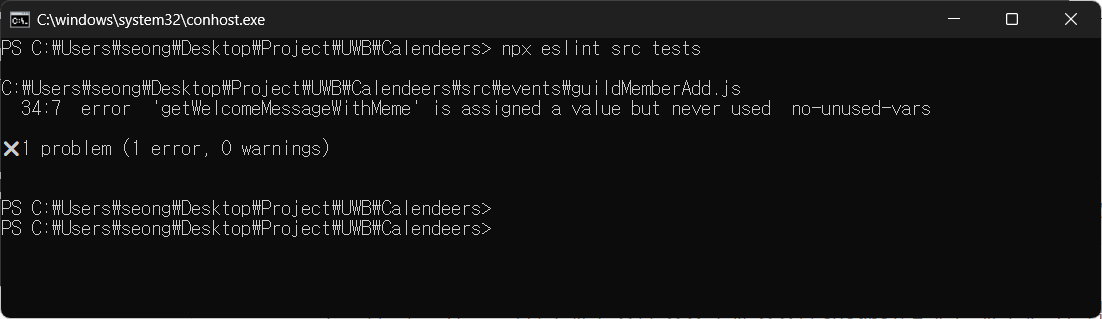 C:\windows\system32\conhost.exe
PS C:₩Users₩seong₩Desktop₩Project₩UWB₩Calendeers> npx eslint src tests
C:₩Users₩seong₩Desktop₩Project₩UWB₩Calendeers₩src₩events₩guildMemberAdd.js
34:7 error 'getWelcomeMessageWithMeme' is assigned a value but never used no-unused-vars
✖1 problem (1 error, 0 warnings)
PS C:₩Users₩seong₩Desktop₩Project₩UWB₩Calendeers>
PS C:₩Users₩seong₩Desktop₩Project₩UWB₩Calendeers>